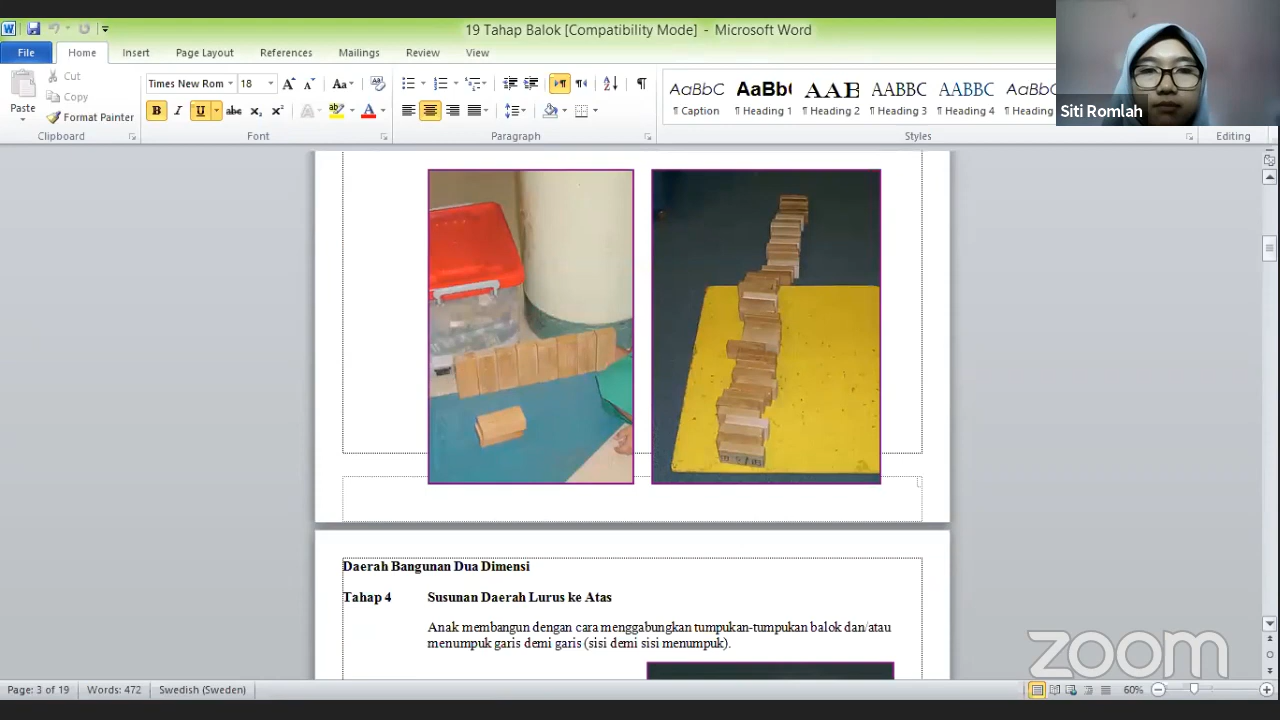 19 Tahap Balok [Compatibility Mode] - Microsoft Word
File Home Insert Page Layout References Mailings Review View
Paste
Cut
Copy
Format Painter
Clipboard
Times New Rom 18
Font
Paragraph
AaBbC AaBb( AAB AABBC AABBC AaBbC
¶ Caption ¶ Heading 1 ¶ Heading 2 ¶ Heading 3 ¶ Heading 4 ¶ Heading
Styles
Editing
Siti Romlah
Daerah Bangunan Dua Dimensi
Tahap 4 Susunan Daerah Lurus ke Atas
Anak membangun dengan cara menggabungkan tumpukan-tumpukan balok dan/atau
menumpuk garis demi garis (sisi demi sisi menumpuk).
zoom
Page: 3 of 19 Words: 472 Swedish (Sweden) 60%